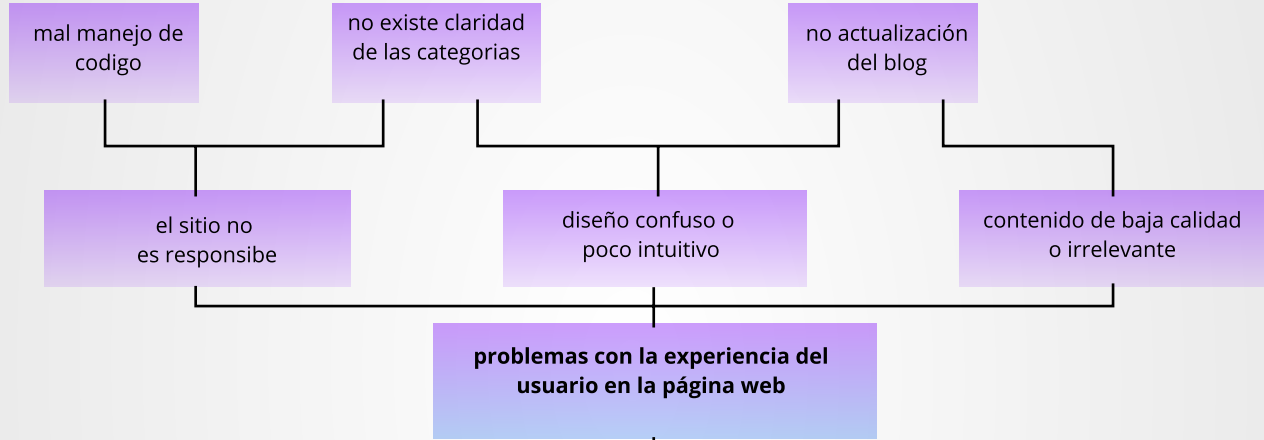 mal manejo de
codigo
no existe claridad
de las categorias
no actualización
del blog
el sitio no
es responsibe
diseño confuso o
poco intuitivo
contenido de baja calidad
o irrelevante
problemas con la experiencia del
usuario en la página web